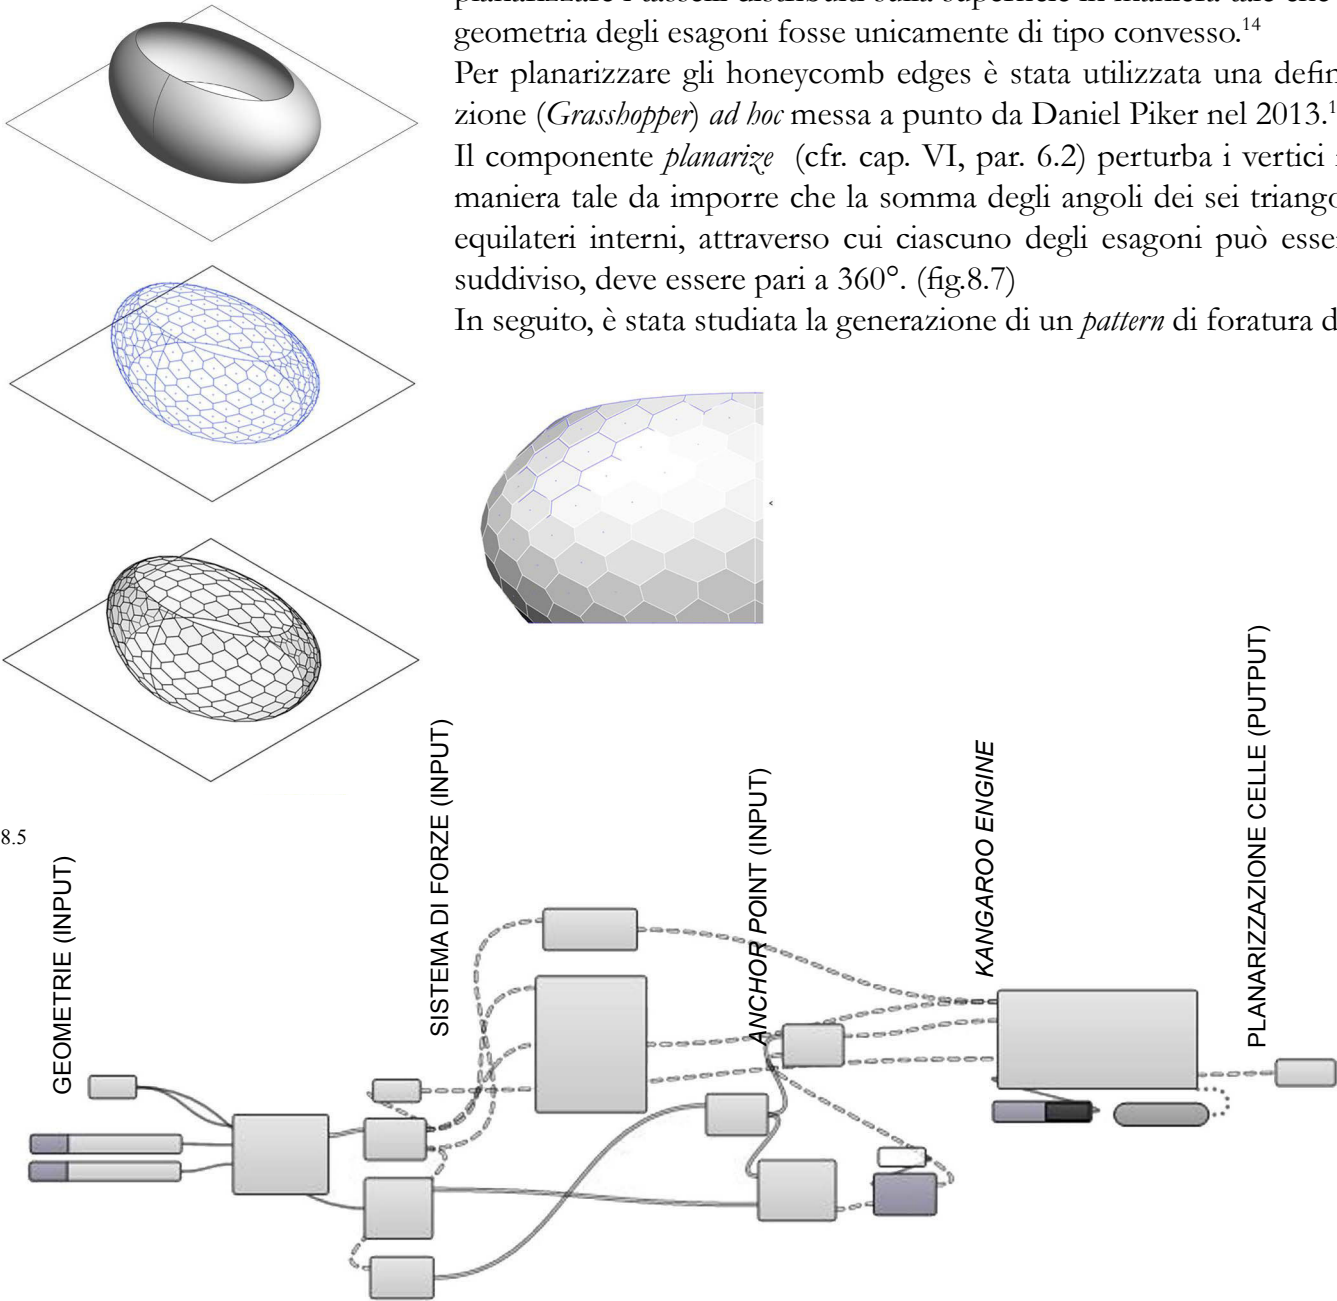 geometria degli esagoni fosse unicamente di tipo convesso.14
Per planarizzare gli honeycomb edges è stata utilizzata una defin
zione (Grasshopper) ad hoc messa a punto da Daniel Piker nel 2013.1
Il componente planarize (cfr. cap. VI, par. 6.2) perturba i vertici
maniera tale da imporre che la somma degli angoli dei sei triango
equilateri interni, attraverso cui ciascuno degli esagoni può esser
suddiviso, deve essere pari a 360°. (fig.8.7)
In seguito, è stata studiata la generazione di un pattern di foratura d
8.5
GEOMETRIE (INPUT)
SISTEMA DI FORZE (INPUT)
ANCHOR POINT (INPUT)
KANGAROO ENGINE
PLANARIZZAZIONE CELLE (PUTPUT)